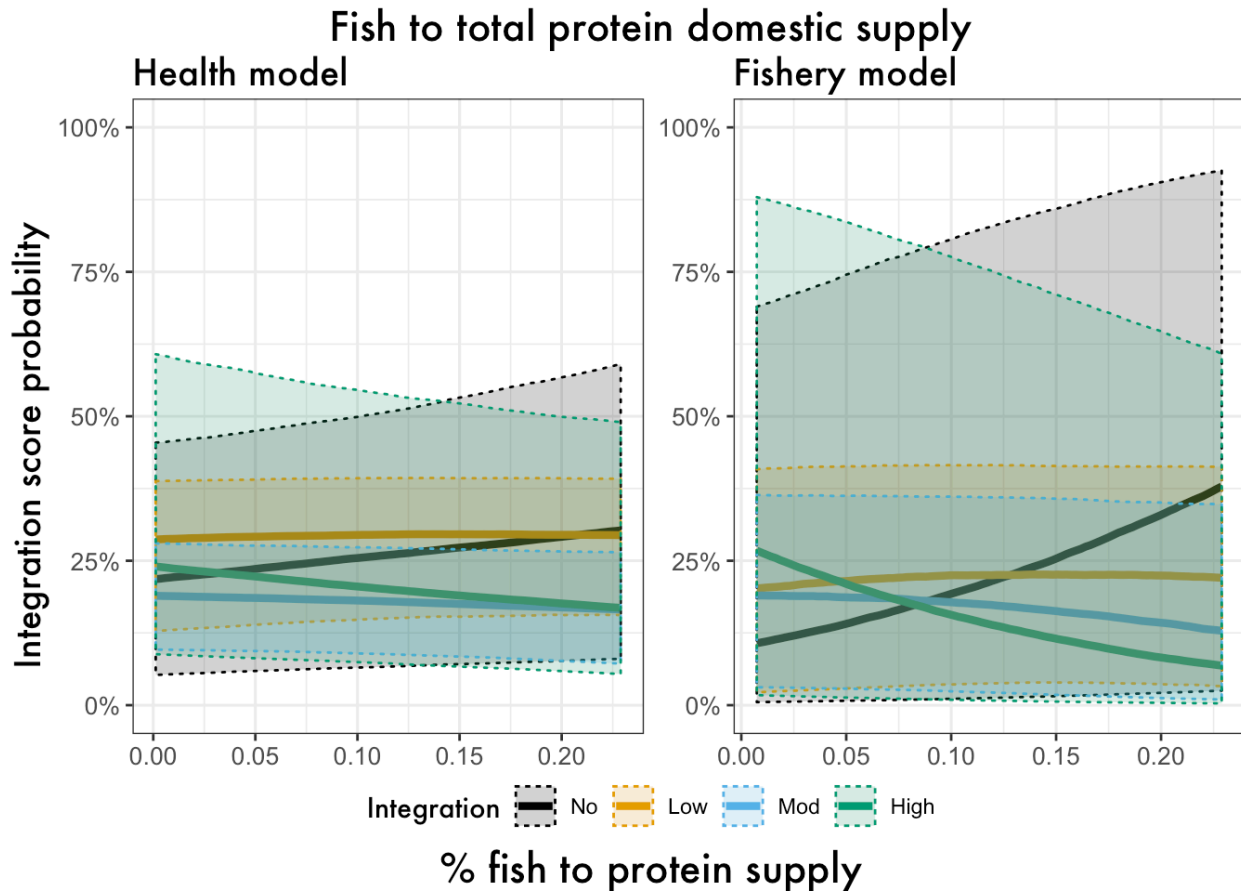 Fish to total protein domestic supply
Health model
Fishery model
Integration score probability
100%
75%
50%
25%
0%
100%
75%
50%
25%
0%
0.00 0.05 0.10 0.15 0.20
0.00 0.05 0.10 0.15 0.20
Integration No Low Mod High
% fish to protein supply